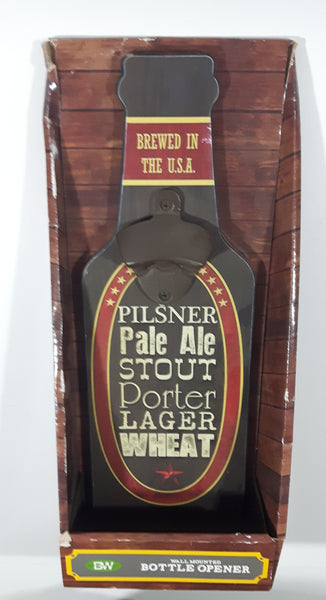 BREWED IN
THE U.S.A.
PILSNER
Pale Ale
STOUT
Porter
LAGER
WHEAT
BW
WALL MOUNTED
BOTTLE OPENER